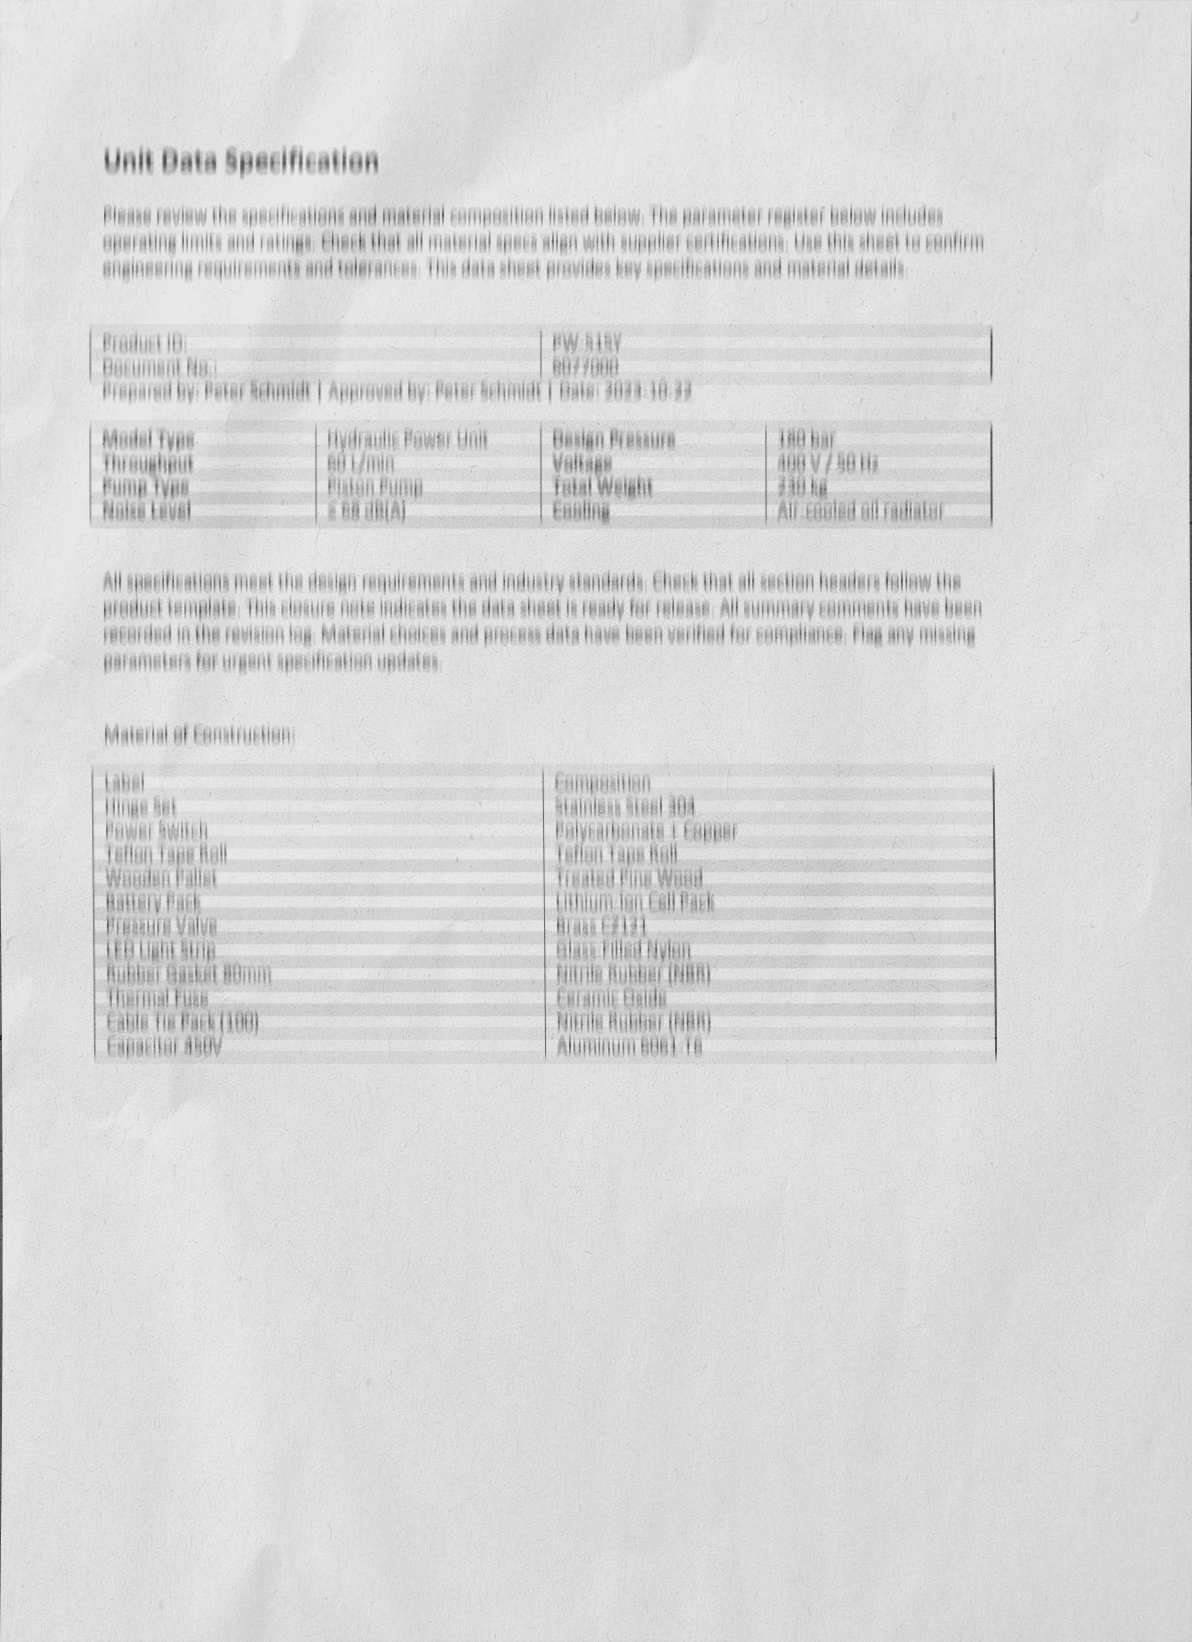 Unit Data Specification
Please review the specifications and material composition listed below. The parameter register below includes
operating limits and ratings. Check that all material specs align with supplier certifications. Use this sheet to confirm
engineering requirements and tolerances. This data sheet provides key specifications and material details.
Product ID:
Document No.:
Prepared by: Peter Schmidt | Approved by: Peter Schmidt | Date:
Model Type Hydraulic Power Unit Design Pressure 180 bar
Throughput 60 L/min Voltage 400 V / 50 Hz
Pump Type Piston Pump Total Weight kg
Noise Level ≤ 68 dB(A) Cooling Air-cooled oil radiator
All specifications meet the design requirements and industry standards. Check that all section headers follow the
product template. This closure note indicates the data sheet is ready for release. All summary comments have been
recorded in the revision log. Material choices and process data have been verified for compliance. Flag any missing
parameters for urgent specification updates.
Material of Construction:
Label Composition
Hinge Set Stainless Steel 304
Power Switch Polycarbonate + Copper
Teflon Tape Roll Teflon Tape Roll
Wooden Pallet Treated Pine Wood
Battery Pack Lithium-Ion Cell Pack
Pressure Valve Brass
LED Light Strip Glass-Filled Nylon
Rubber Gasket 80mm Nitrile Rubber (NBR)
Thermal Fuse Ceramic Oxide
Cable Tie Pack (100) Nitrile Rubber (NBR)
Capacitor 450V Aluminum 6061-T6